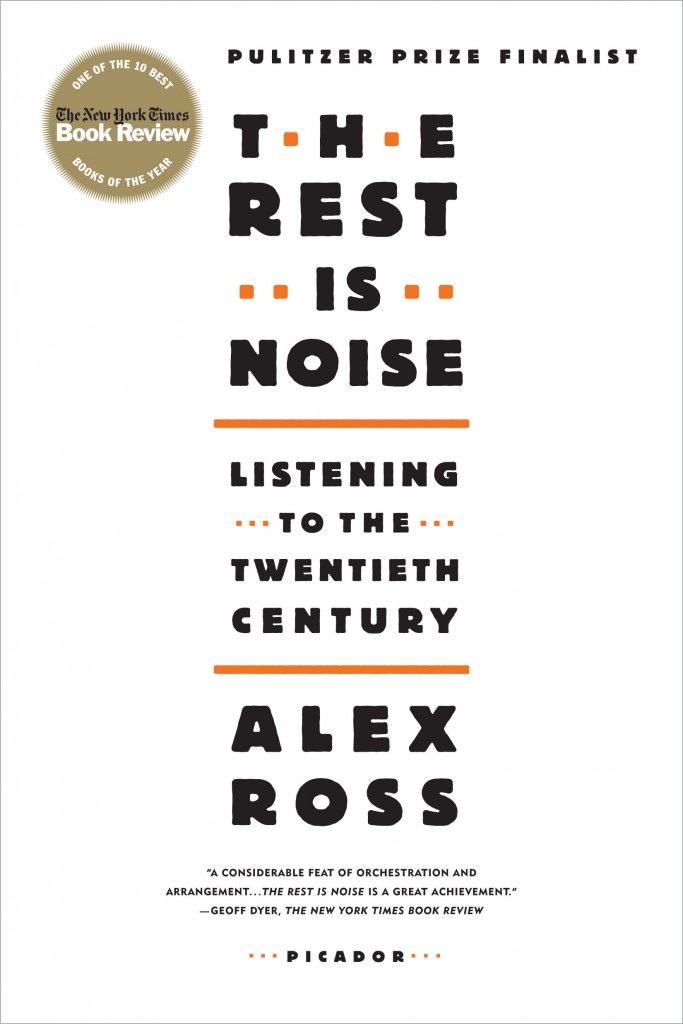 PULITZER PRIZE FINALIST
ONE OF THE 10 BEST
The New York Times
Book Review
BOOKS OF THE YEAR
T·H·E
REST
··IS··
NOISE
LISTENING
···TO THE···
TWENTIETH
CENTURY
ALEX
ROSS
"A CONSIDERABLE FEAT OF ORCHESTRATION AND
ARRANGEMENT...THE REST IS NOISE IS A GREAT ACHIEVEMENT."
—GEOFF DYER, THE NEW YORK TIMES BOOK REVIEW
···PICADOR···